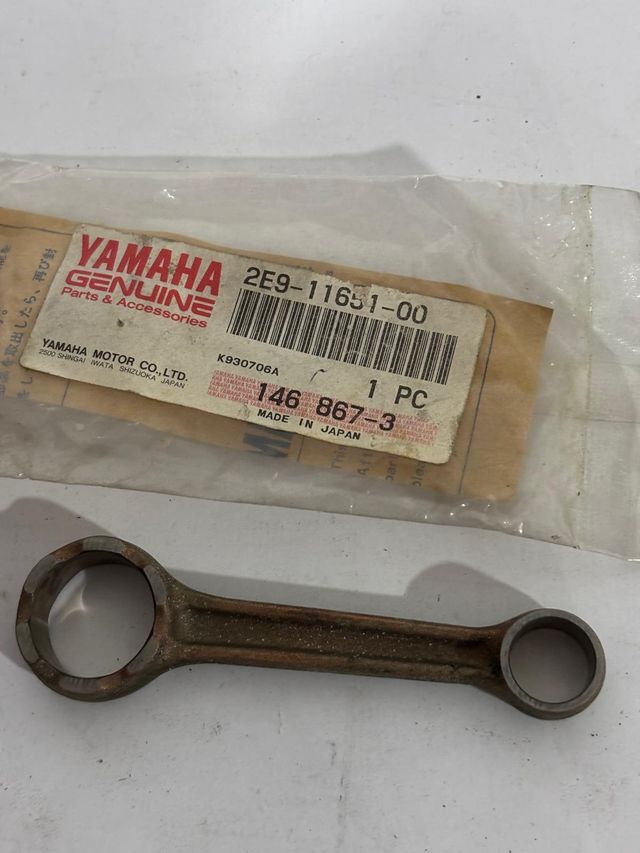 YAMAHA
GENUINE
Parts & Accessories
2E9-11651-00
K930706A
YAMAHA MOTOR CO., LTD.
2500 SHINGAI IWATA SHIZUOKA JAPAN
1 PC
146 867-3
MADE IN JAPAN